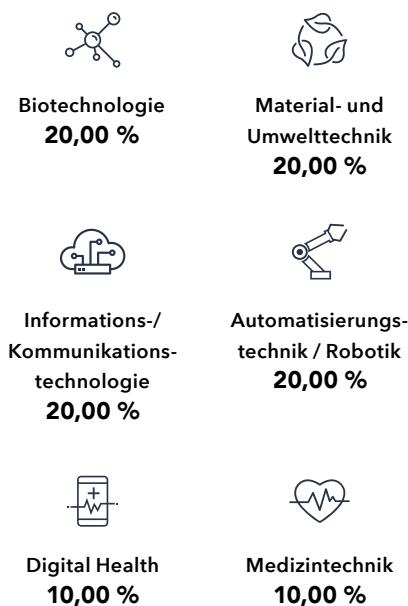 Biotechnologie
20,00 %
Material- und
Umwelttechnik
20,00 %
Informations-/
Kommunikations-
technologie
20,00 %
Automatisierungs-
technik / Robotik
20,00 %
Digital Health
10,00 %
Medizintechnik
10,00 %